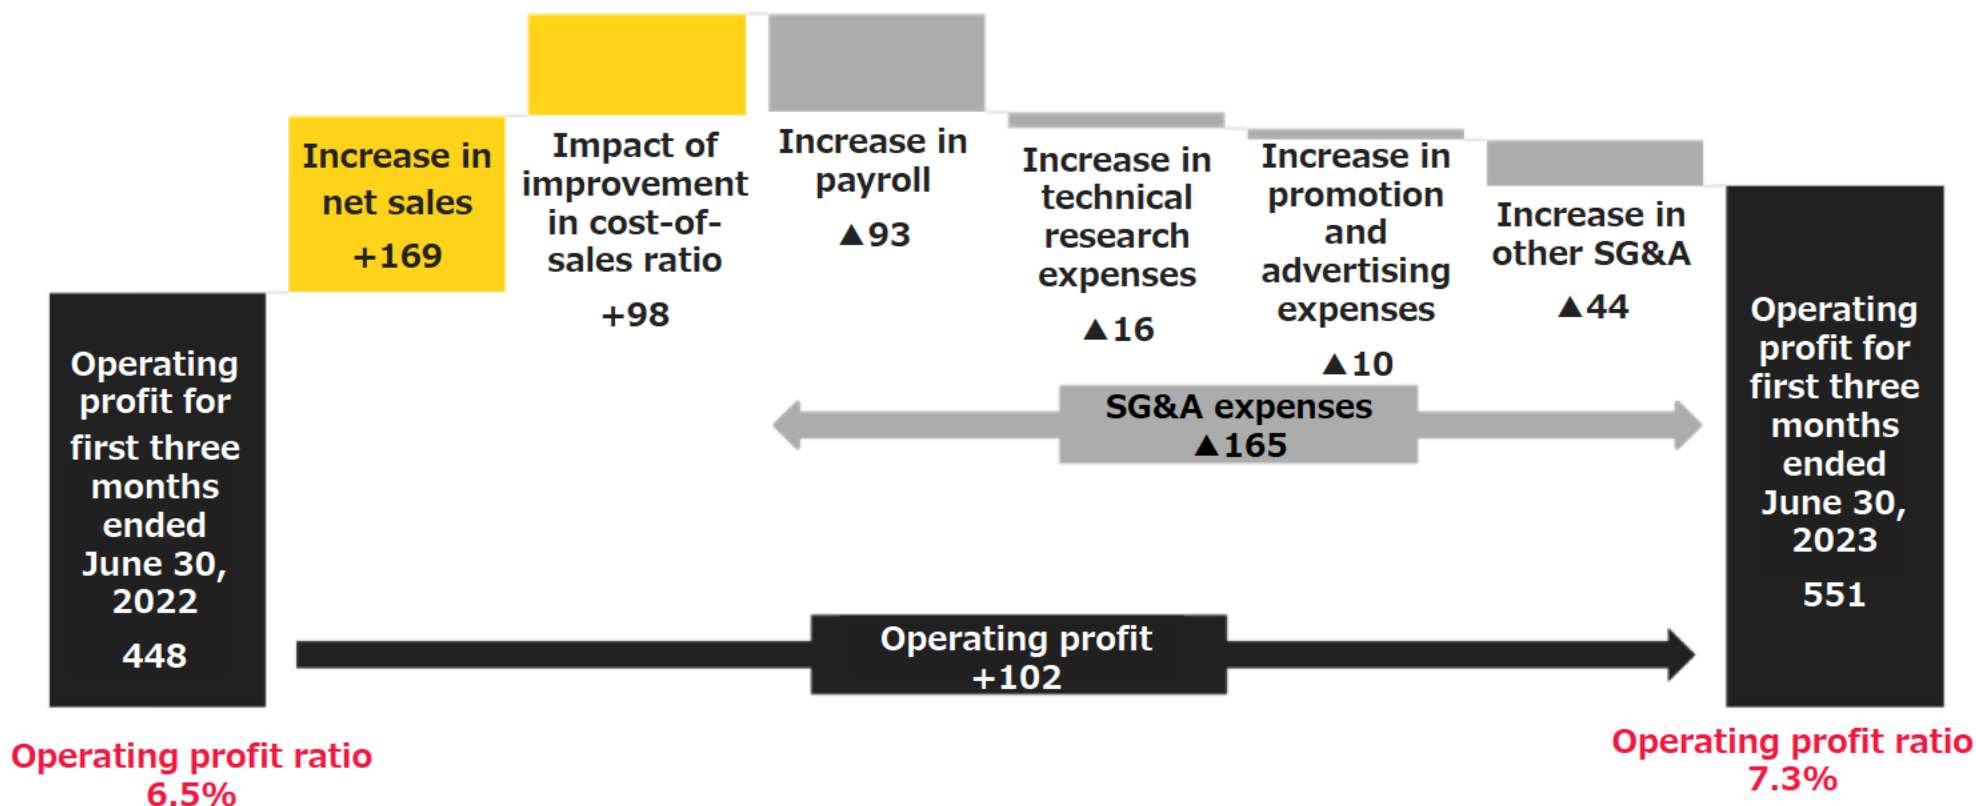 Operating
profit for
first three
months
ended
June 30,
2022
448
Operating profit ratio
6.5%
Increase in
net sales
+169
Impact of
improvement
in cost-of-
sales ratio
+98
Increase in
payroll
▲93
Increase in
technical
research
expenses
▲16
Increase in
promotion
and
advertising
expenses
▲10
Increase in
other SG&A
▲44
SG&A expenses
▲165
Operating profit
+102
Operating
profit for
first three
months
ended
June 30,
2023
551
Operating profit ratio
7.3%